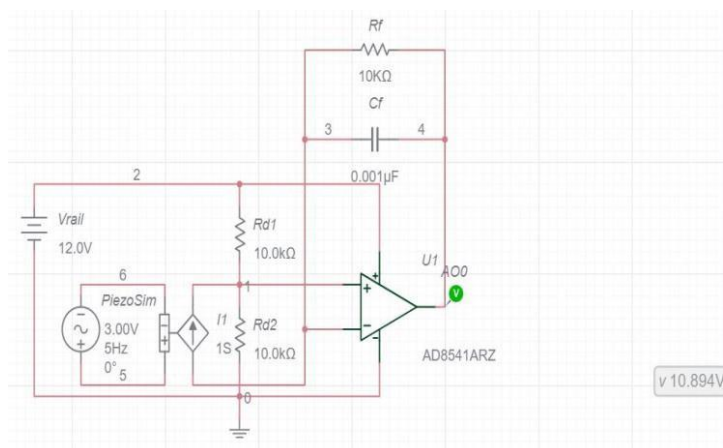 Rf
10KΩ
Cf
3
4
0.001µF
2
Vrail
12.0V
Rd1
10.0kΩ
6
PiezoSim
3.00V
5Hz
0°
5
I1
1S
1
Rd2
10.0kΩ
0
U1
AO0
V
AD8541ARZ
v 10.894V